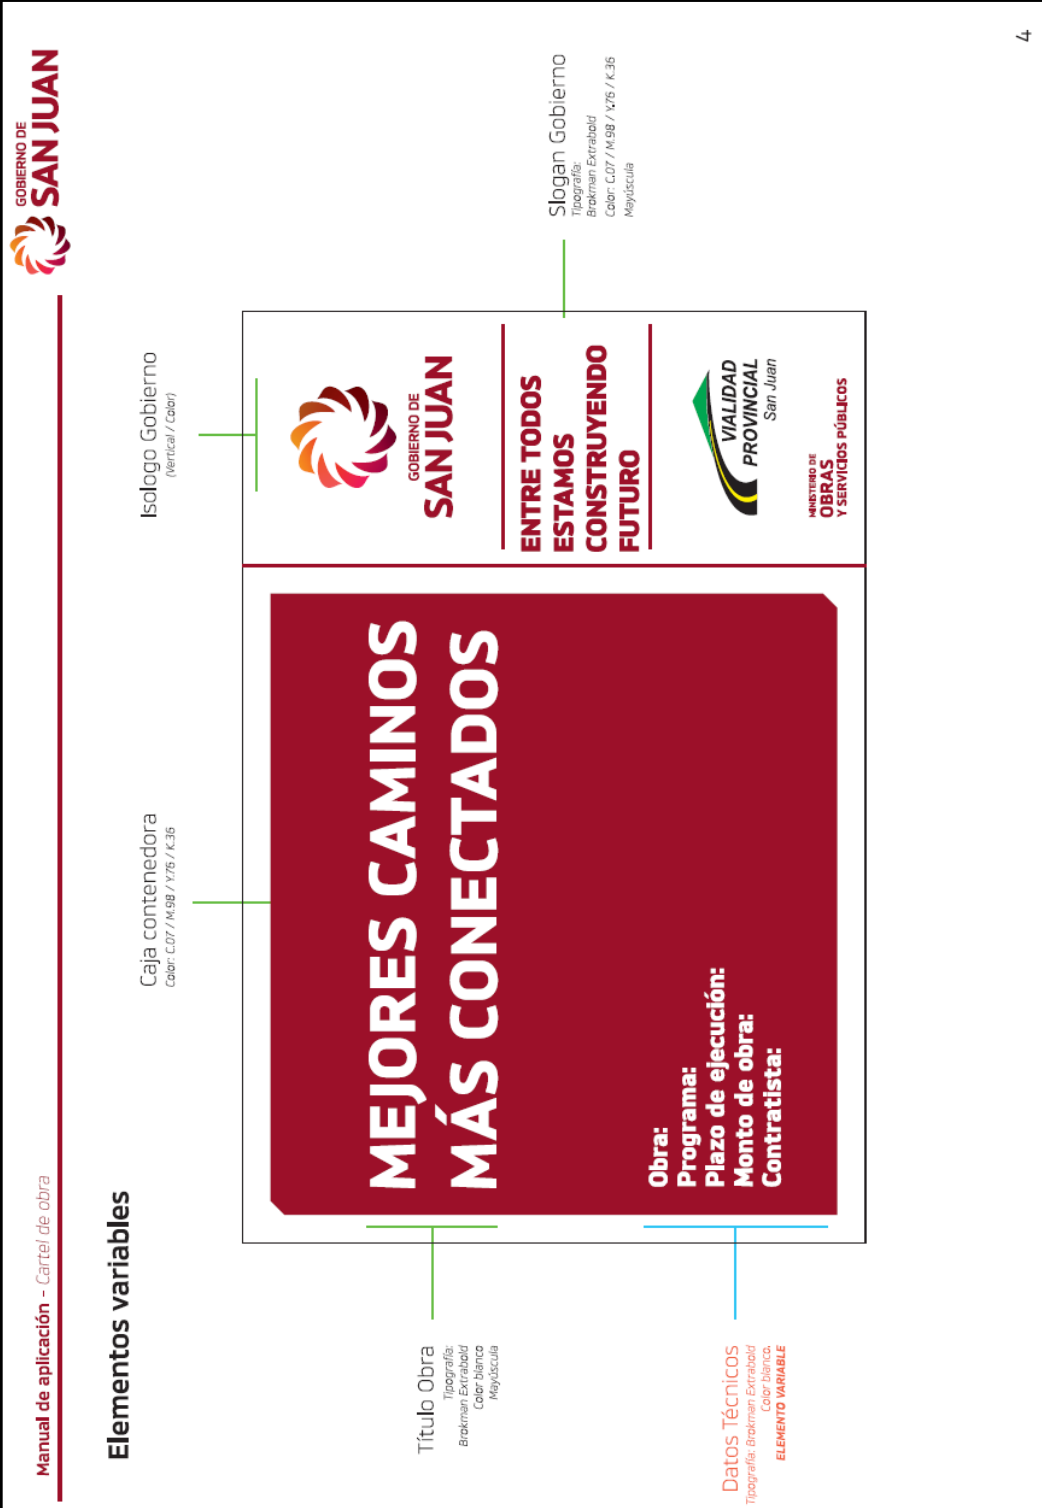 Manual de aplicación - Cartel de obra
GOBIERNO DE
SAN JUAN
Elementos variables
Caja contenedora
Color: C.07 / M.98 / Y.76 / K.36
Isologo Gobierno
(Vertical / Color)
Título Obra
Tipografía:
Brokman Extrabold
Color blanco
Mayúscula
MEJORES CAMINOS
MÁS CONECTADOS
Obra:
Programa:
Plazo de ejecución:
Monto de obra:
Contratista:
GOBIERNO DE
SAN JUAN
ENTRE TODOS
ESTAMOS
CONSTRUYENDO
FUTURO
VIALIDAD
PROVINCIAL
San Juan
MINISTERIO DE
OBRAS
Y SERVICIOS PÚBLICOS
Slogan Gobierno
Tipografía:
Brokman Extrabold
Color: C.07 / M.98 / Y.76 / K.36
Mayúscula
Datos Técnicos
Tipografía: Brokman Extrabold
Color blanco.
ELEMENTO VARIABLE
4